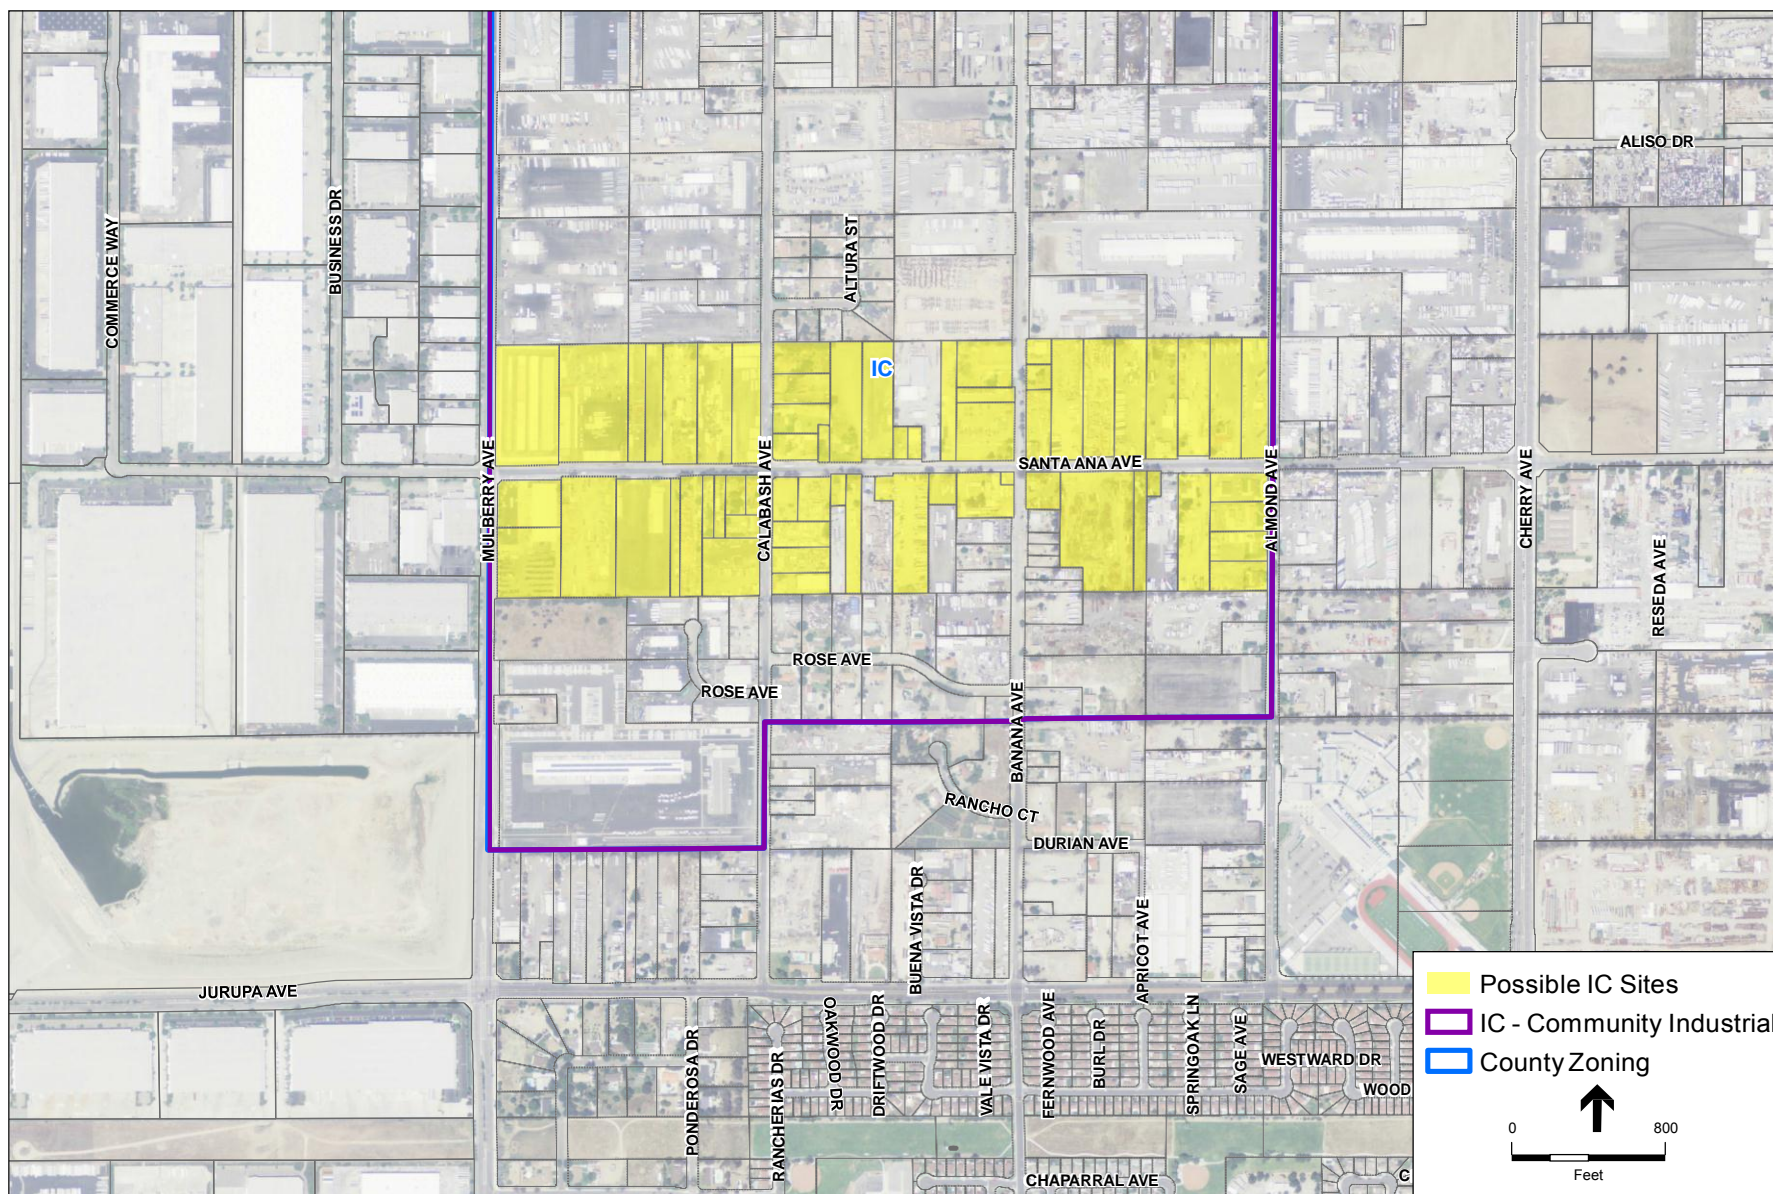 ALISO DR
COMMERCE WAY
BUSINESS DR
ALTURA ST
IC
MULBERRY AVE
CALABASH AVE
SANTA ANA AVE
ALMOND AVE
CHERRY AVE
RESEDA AVE
ROSE AVE
ROSE AVE
BANANA AVE
RANCHO CT
DURIAN AVE
BUENA VISTA DR
APRICOT AVE
JURUPA AVE
PONDEROSA DR
RANCHERIAS DR
OAKWOOD DR
DRIFTWOOD DR
VALE VISTA DR
FERNWOOD AVE
BURL DR
SPRINGOAK LN
SAGE AVE
WESTWARD DR
WOOD
CHAPARRAL AVE
C
Possible IC Sites
IC - Community Industrial
County Zoning
0 800
Feet